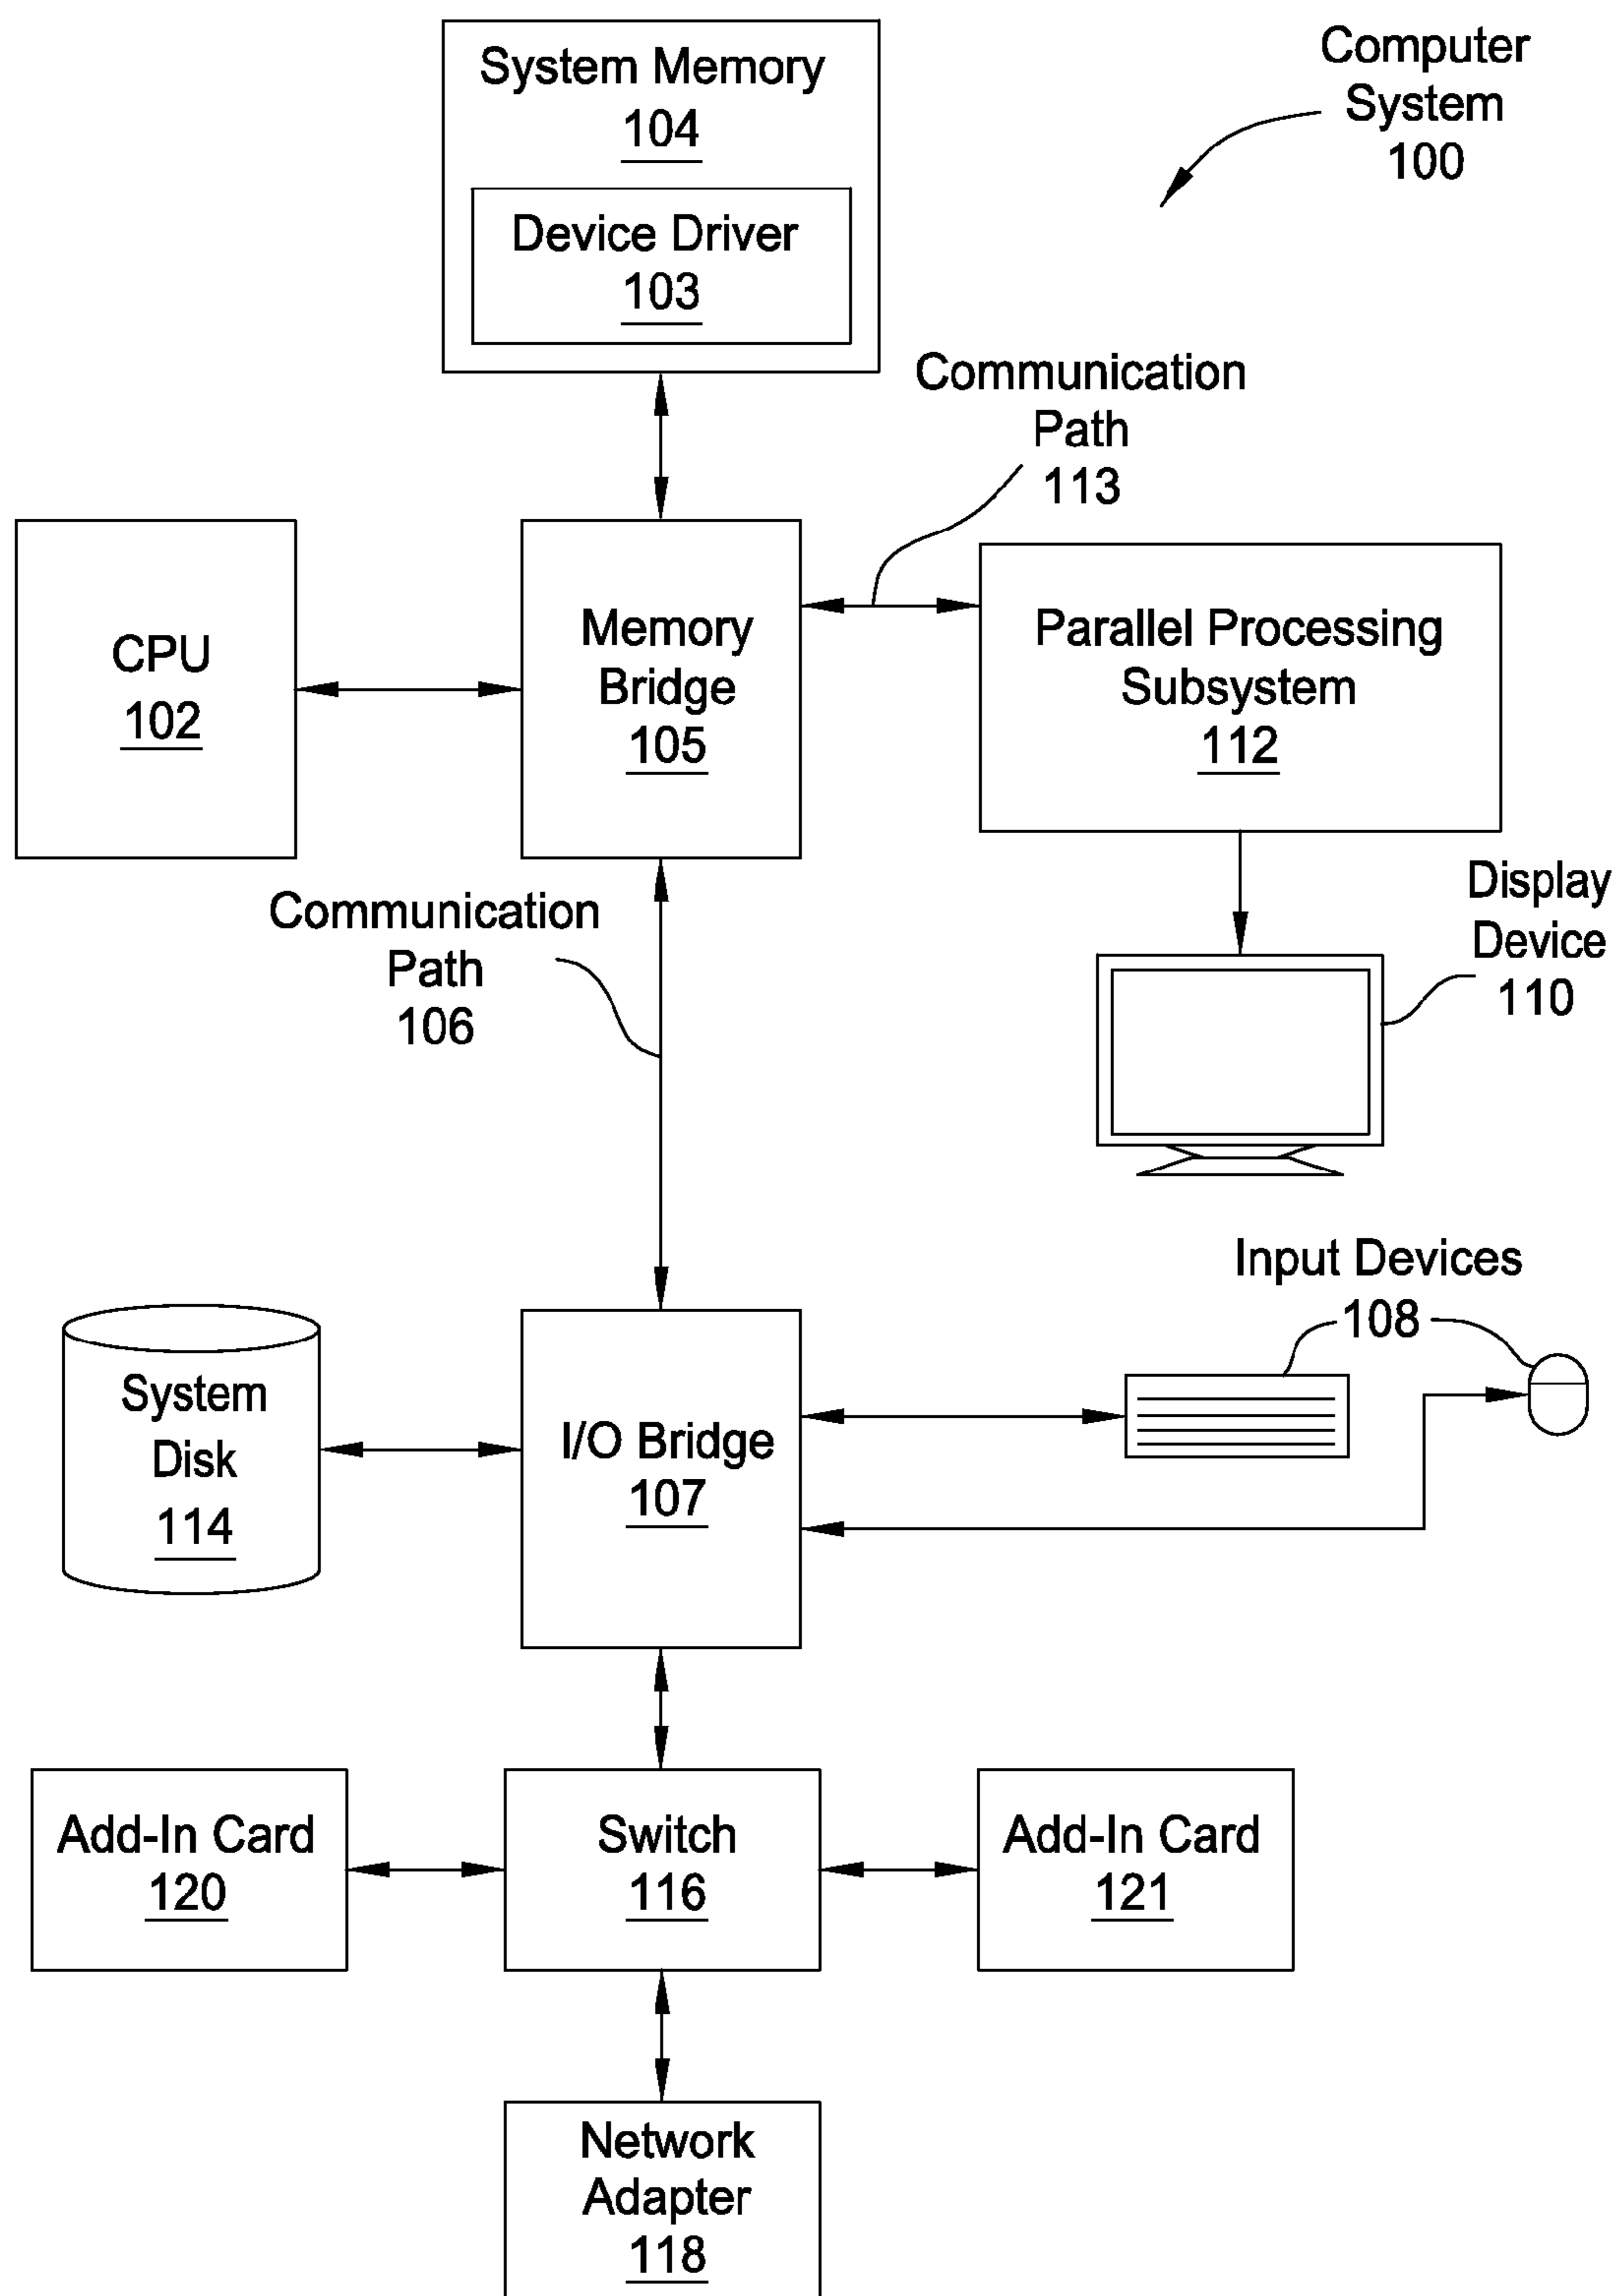 System Memory
104
Device Driver
103
Computer
System
100
Communication
Path
113
CPU
102
Memory
Bridge
105
Parallel Processing
Subsystem
112
Communication
Path
106
Display
Device
110
Input Devices
108
System
Disk
114
I/O Bridge
107
Add-In Card
120
Switch
116
Add-In Card
121
Network
Adapter
118